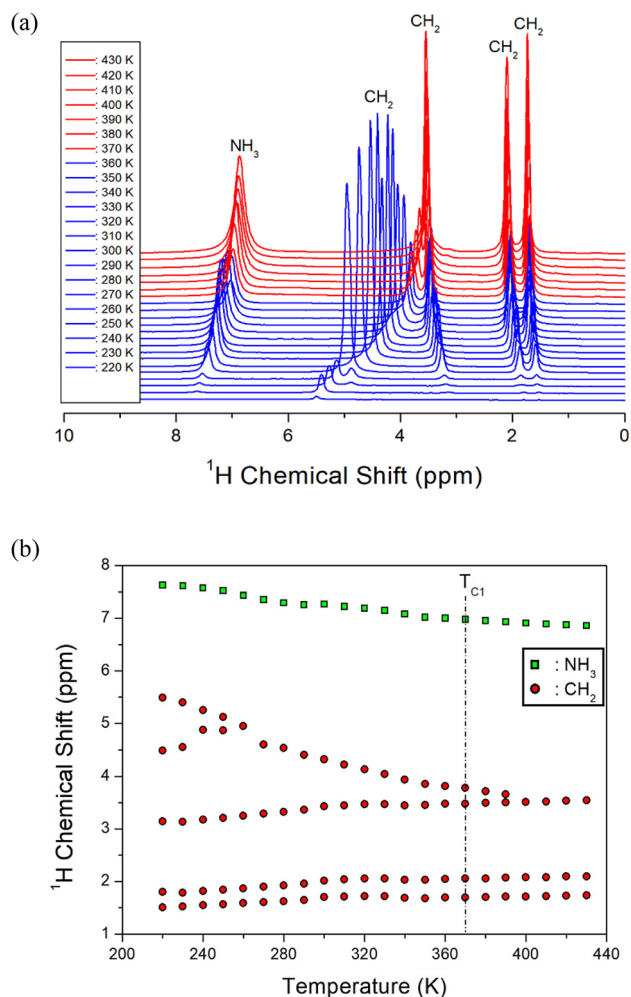 (a)
CH2
CH2
CH2
CH2
NH3
: 430 K
: 420 K
: 410 K
: 400 K
: 390 K
: 380 K
: 370 K
: 360 K
: 350 K
: 340 K
: 330 K
: 320 K
: 310 K
: 300 K
: 290 K
: 280 K
: 270 K
: 260 K
: 250 K
: 240 K
: 230 K
: 220 K
10 8 6 4 2 0
1H Chemical Shift (ppm)
(b)
8
7
6
5
4
3
2
1
1H Chemical Shift (ppm)
TC1
: NH3
: CH2
200 240 280 320 360 400 440
Temperature (K)